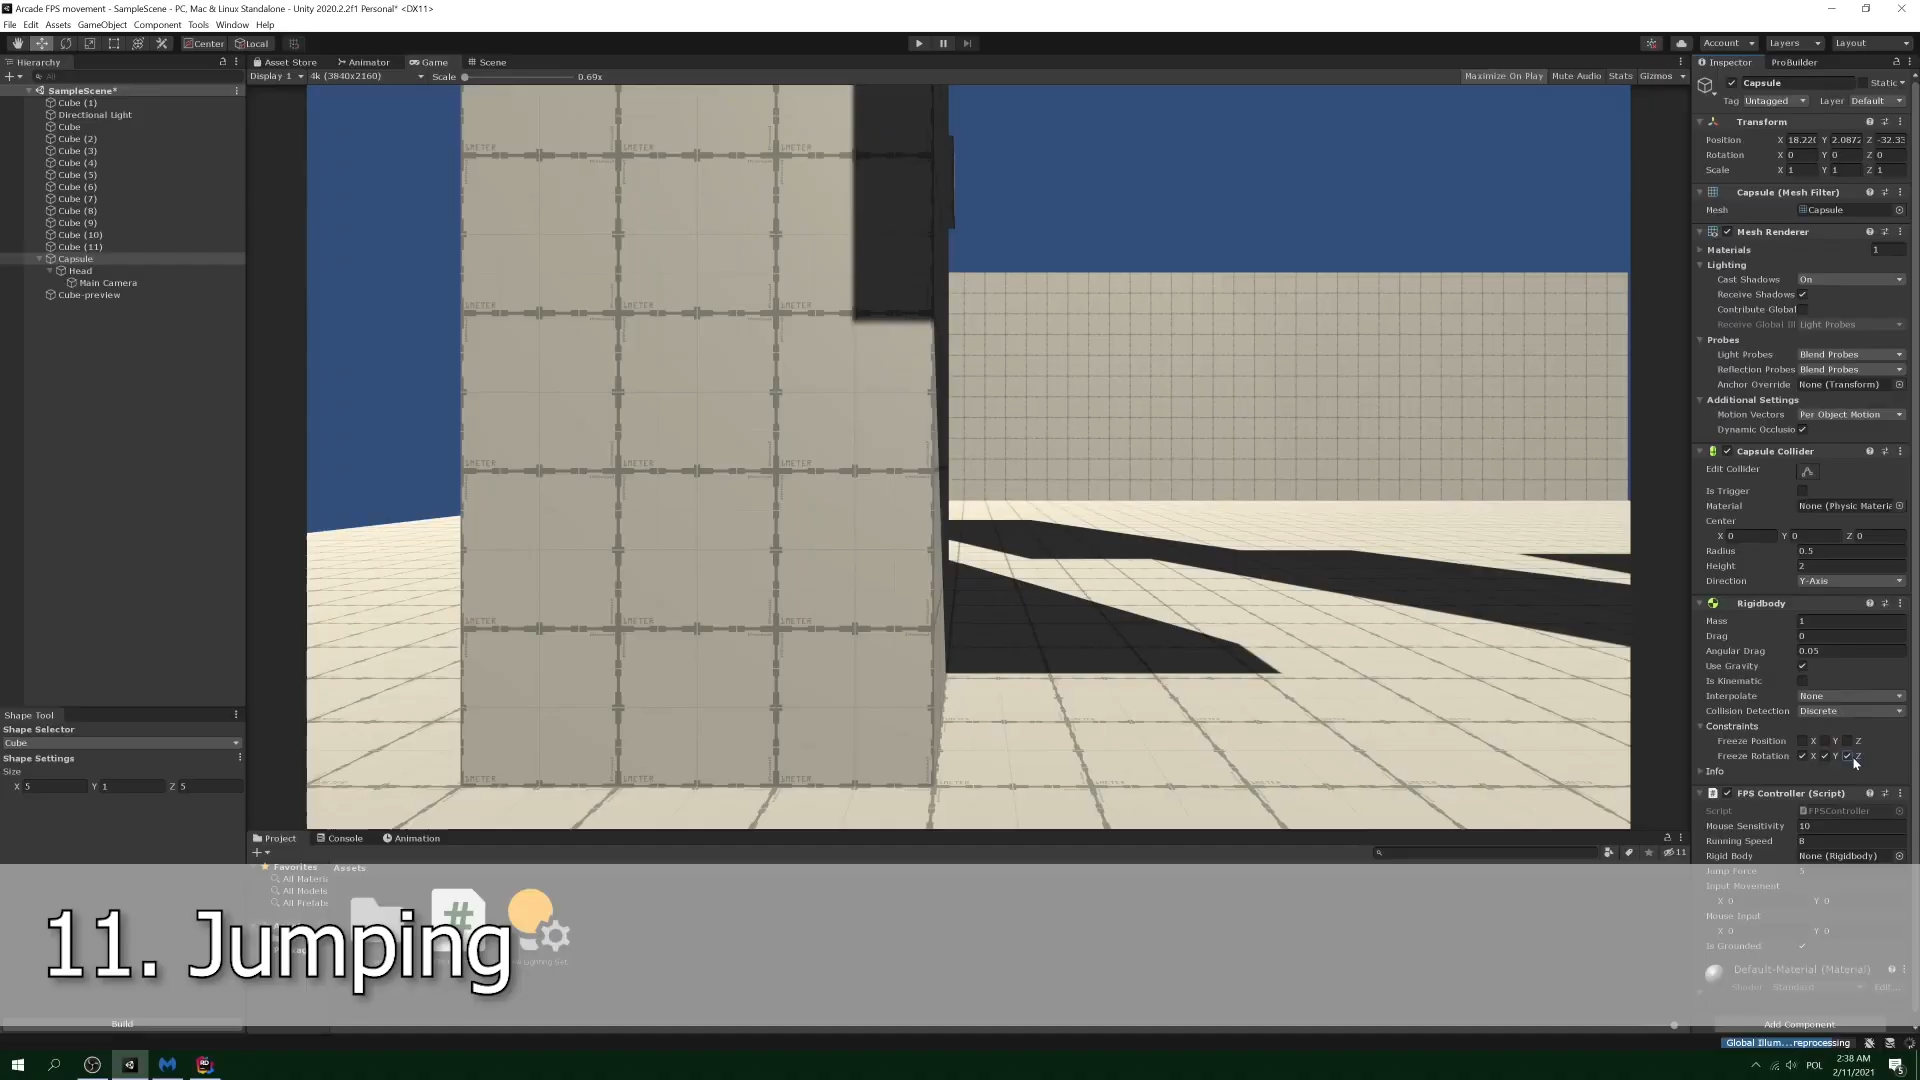 Arcade FPS movement - SampleScene - PC, Mac & Linux Standalone - Unity 2020.2.2f1 Personal* <DX11>
File Edit Assets GameObject Component Tools Window Help
Center Local
Account Layers Layout
Hierarchy
All
SampleScene*
Cube (1)
Directional Light
Cube
Cube (2)
Cube (3)
Cube (4)
Cube (5)
Cube (6)
Cube (7)
Cube (8)
Cube (9)
Cube (10)
Cube (11)
Capsule
Head
Main Camera
Cube-preview
Shape Tool
Shape Selector
Cube
Shape Settings
Size
X 5 Y 1 Z 5
Build
Asset Store Animator Game Scene
Display 1 4k (3840x2160) Scale 0.69x Maximize On Play Mute Audio Stats Gizmos
Project Console Animation
11
Favorites
All Materi
All Models
All Prefabs
Assets
11. Jumping
Inspector ProBuilder
Capsule Static
Tag Untagged Layer Default
Transform
Position X 18.220 Y 2.0872 Z -32.33
Rotation X 0 Y 0 Z 0
Scale X 1 Y 1 Z 1
Capsule (Mesh Filter)
Mesh Capsule
Mesh Renderer
Materials 1
Lighting
Cast Shadows On
Receive Shadows
Contribute Global
Receive Global Ill Light Probes
Probes
Light Probes Blend Probes
Reflection Probes Blend Probes
Anchor Override None (Transform)
Additional Settings
Motion Vectors Per Object Motion
Dynamic Occlusio
Capsule Collider
Edit Collider
Is Trigger
Material None (Physic Materia
Center
X 0 Y 0 Z 0
Radius 0.5
Height 2
Direction Y-Axis
Rigidbody
Mass 1
Drag 0
Angular Drag 0.05
Use Gravity
Is Kinematic
Interpolate None
Collision Detection Discrete
Constraints
Freeze Position X Y Z
Freeze Rotation X Y Z
Info
FPS Controller (Script)
Script FPSController
Mouse Sensitivity 10
Running Speed 8
Rigid Body None (Rigidbody)
Jump Force 5
Input Movement
X 0 Y 0
Mouse Input
X 0 Y 0
Is Grounded
Default-Material (Material)
Shader Standard Edit...
Add Component
Global Illum...reprocessing
POL
2:38 AM
2/11/2021